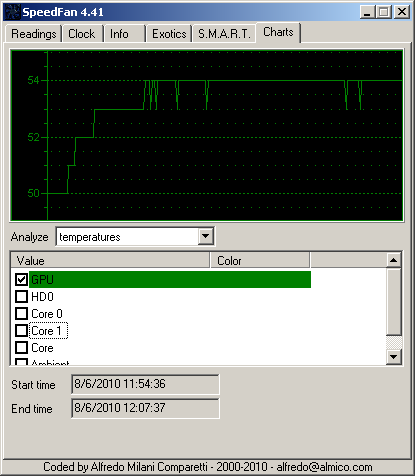 SpeedFan 4.41
Readings Clock Info Exotics S.M.A.R.T. Charts
54
52
50
Analyze temperatures
Value Color
GPU
HD0
Core 0
Core 1
Core
Ambient
Start time 8/6/2010 11:54:36
End time 8/6/2010 12:07:37
Coded by Alfredo Milani Comparetti - 2000-2010 - alfredo@almico.com